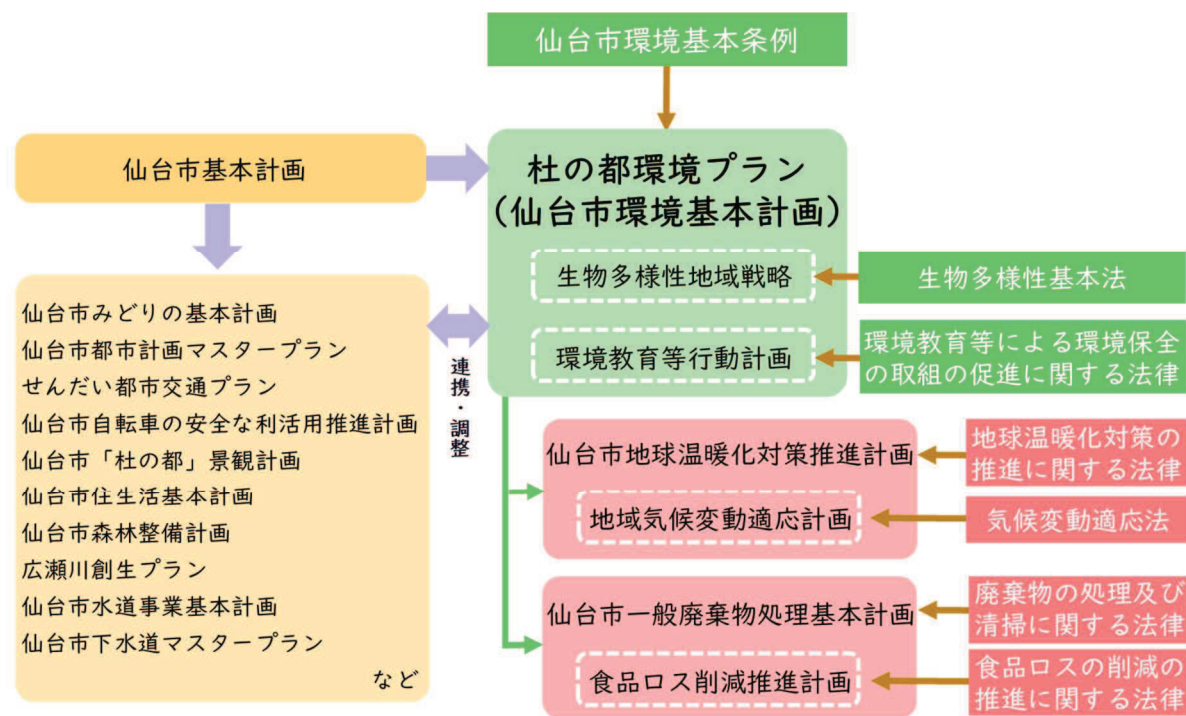 仙台市環境基本条例
仙台市基本計画
杜の都環境プラン
(仙台市環境基本計画)
生物多様性地域戦略
生物多様性基本法
環境教育等行動計画
環境教育等による環境保全
の取組の促進に関する法律
仙台市みどりの基本計画
仙台市都市計画マスタープラン
せんだい都市交通プラン
仙台市自転車の安全な利活用推進計画
仙台市「杜の都」景観計画
仙台市住生活基本計画
仙台市森林整備計画
広瀬川創生プラン
仙台市水道事業基本計画
仙台市下水道マスタープラン
など
連携・調整
仙台市地球温暖化対策推進計画
地球温暖化対策の
推進に関する法律
地域気候変動適応計画
気候変動適応法
仙台市一般廃棄物処理基本計画
廃棄物の処理及び
清掃に関する法律
食品ロス削減推進計画
食品ロスの削減の
推進に関する法律